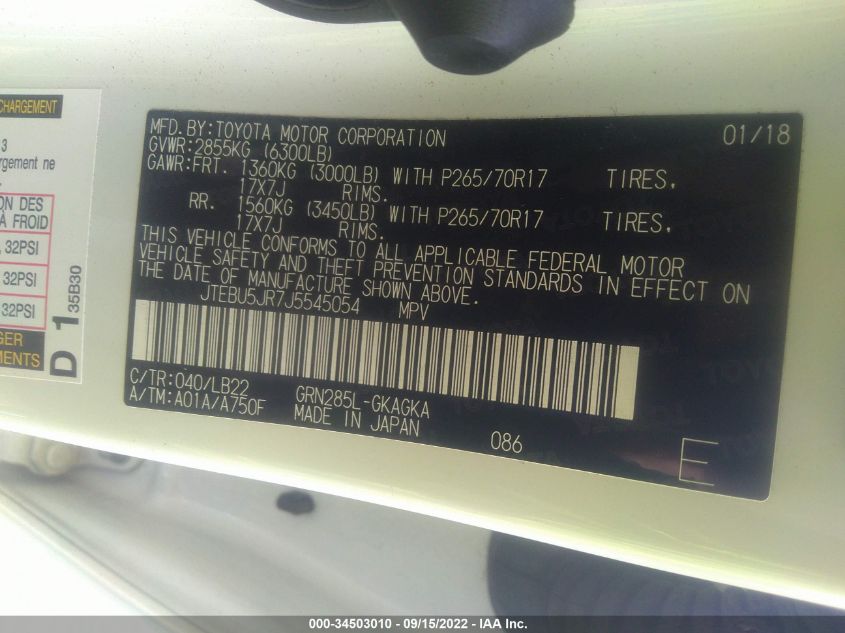 CHARGEMENT
3
rgement ne
ON DES
À FROID
32PSI
32PSI
32PSI
GER
MENTS
D 1 35B30
MFD.BY:TOYOTA MOTOR CORPORATION 01/18
GVWR:2855KG (6300LB)
GAWR:FRT. 1360KG (3000LB) WITH P265/70R17 TIRES,
17X7J RIMS.
RR. 1560KG (3450LB) WITH P265/70R17 TIRES,
17X7J RIMS.
THIS VEHICLE CONFORMS TO ALL APPLICABLE FEDERAL MOTOR
VEHICLE SAFETY AND THEFT PREVENTION STANDARDS IN EFFECT ON
THE DATE OF MANUFACTURE SHOWN ABOVE.
JTEBU5JR7J5545054 MPV
C/TR:040/LB22 GRN285L-GKAGKA
A/TM:A01A/A750F MADE IN JAPAN 086
E
000-34503010 - 09/15/2022 - IAA Inc.